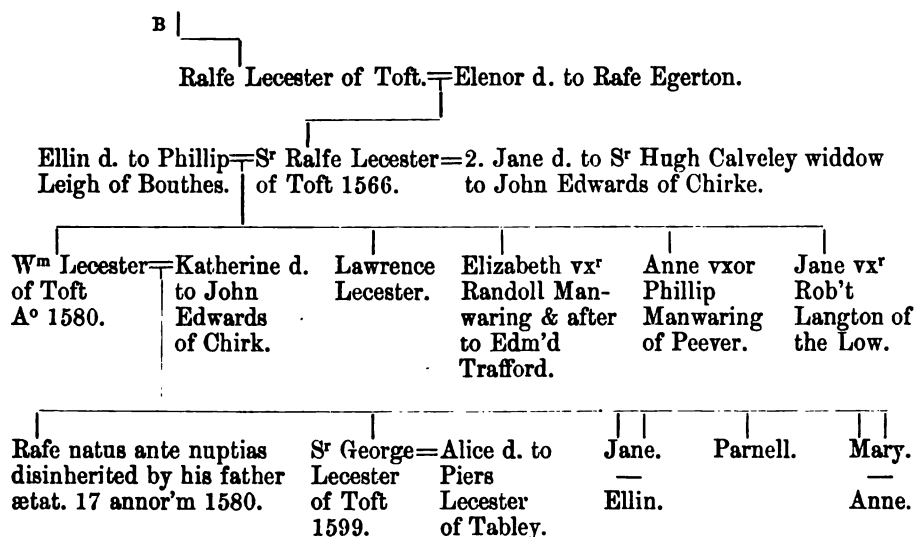 B
Ralfe Lecester of Toft.=Elenor d. to Rafe Egerton.
Ellin d. to Phillip=Sʳ Ralfe Lecester=2. Jane d. to Sʳ Hugh Calveley widdow
Leigh of Bouthes. of Toft 1566. to John Edwards of Chirke.
Wᵐ Lecester=Katherine d.
of Toft to John
Aᵒ 1580. Edwards
of Chirk.
Lawrence
Lecester.
Elizabeth vxʳ
Randoll Man-
waring & after
to Edm'd
Trafford.
Anne vxor
Phillip
Manwaring
of Peever.
Jane vxʳ
Rob't
Langton of
the Low.
Rafe natus ante nuptias
disinherited by his father
ætat. 17 annor'm 1580.
Sʳ George=Alice d. to
Lecester Piers
of Toft Lecester
1599. of Tabley.
Jane.
—
Ellin.
Parnell.
Mary.
—
Anne.